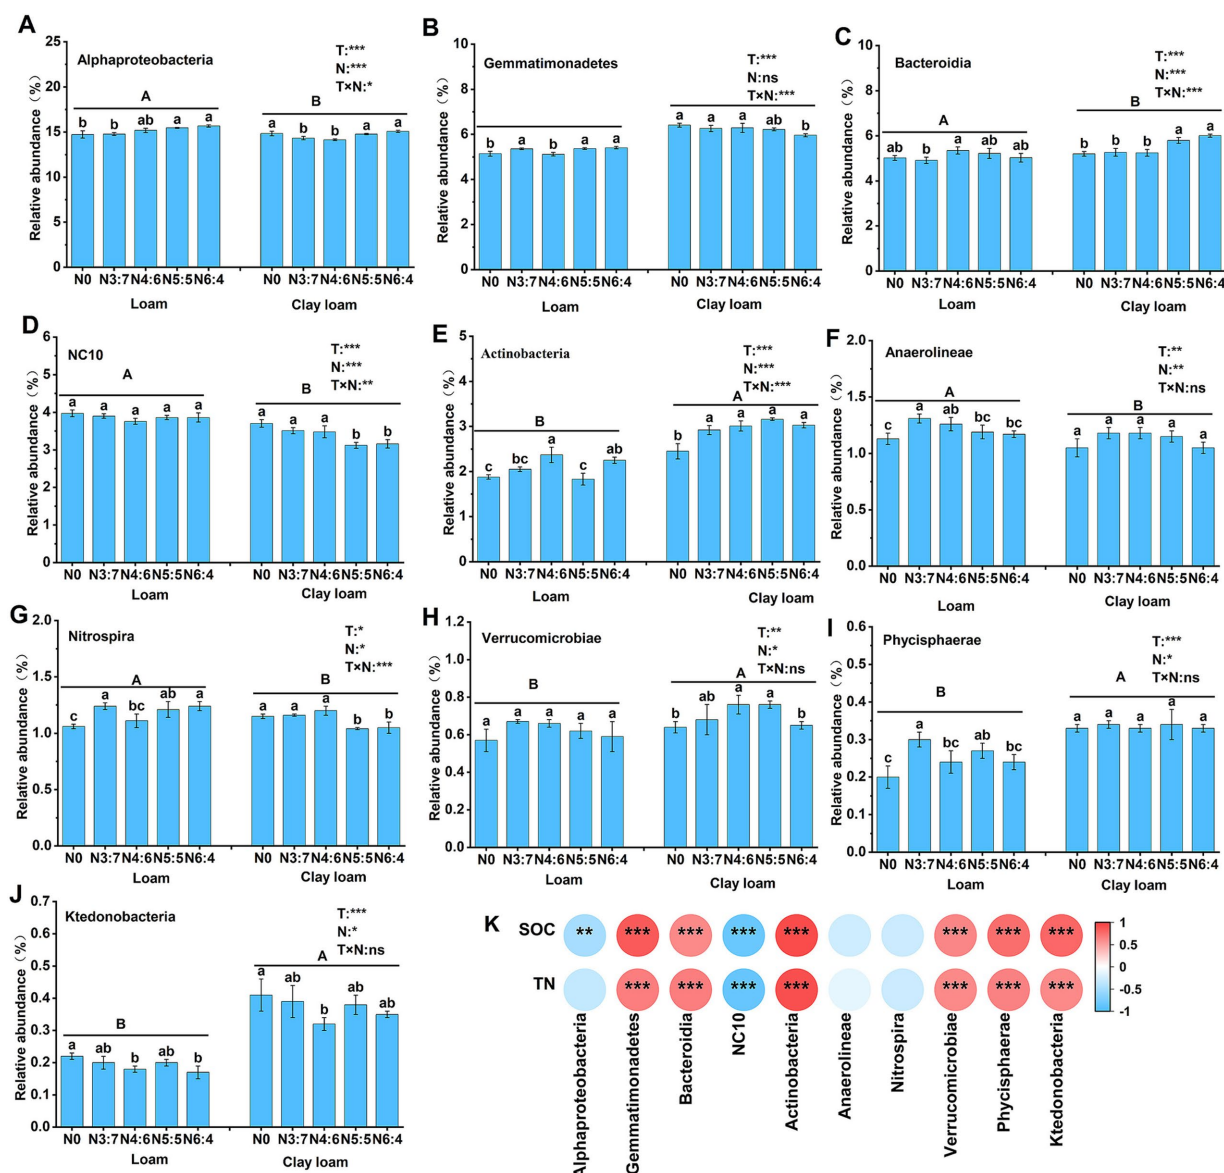 A
Alphaproteobacteria
T:***
N:***
T×N:*
Relative abundance（%）
25
20
15
10
5
0
A
B
b b ab a a
a b b a a
N0 N3:7 N4:6 N5:5 N6:4
N0 N3:7 N4:6 N5:5 N6:4
Loam
Clay loam
B
Gemmatimonadetes
T:***
N:ns
T×N:***
Relative abundance（%）
10
8
6
4
2
0
b a b a a
a a a a b
N0 N3:7 N4:6 N5:5 N6:4
N0 N3:7 N4:6 N5:5 N6:4
Loam
Clay loam
C
Bacteroidia
T:***
N:***
T×N:***
Relative abundance（%）
10
8
6
4
2
0
A
B
ab b a ab ab
b b b a a
N0 N3:7 N4:6 N5:5 N6:4
N0 N3:7 N4:6 N5:5 N6:4
Loam
Clay loam
D
NC10
T:***
N:***
T×N:**
Relative abundance（%）
6
5
4
3
2
1
0
A
B
a a a a a
a a a b b
N0 N3:7 N4:6 N5:5 N6:4
N0 N3:7 N4:6 N5:5 N6:4
Loam
Clay loam
E
Actinobacteria
T:***
N:***
T×N:***
Relative abundance（%）
5
4
3
2
1
0
B
A
c bc a c ab
b a a a a
N0 N3:7 N4:6 N5:5 N6:4
N0 N3:7 N4:6 N5:5 N6:4
Loam
Clay loam
F
Anaerolineae
T:**
N:**
T×N:ns
Relative abundance（%）
2.0
1.5
1.0
0.5
0.0
A
B
c a ab bc bc
a a a a a
N0 N3:7 N4:6 N5:5 N6:4
N0 N3:7 N4:6 N5:5 N6:4
Loam
Clay loam
G
Nitrospira
T:*
N:*
T×N:***
Relative abundance（%）
2.0
1.5
1.0
0.5
0.0
A
B
c a bc ab a
a a a b b
N0 N3:7 N4:6 N5:5 N6:4
N0 N3:7 N4:6 N5:5 N6:4
Loam
Clay loam
H
Verrucomicrobiae
T:**
N:*
T×N:ns
Relative abundance（%）
1.2
1.0
0.8
0.6
0.4
0.2
0.0
B
A
a a a a a
b ab a a b
N0 N3:7 N4:6 N5:5 N6:4
N0 N3:7 N4:6 N5:5 N6:4
Loam
Clay loam
I
Phycisphaerae
T:***
N:*
T×N:ns
Relative abundance（%）
0.6
0.5
0.4
0.3
0.2
0.1
0.0
B
A
c a bc ab bc
a a a a a
N0 N3:7 N4:6 N5:5 N6:4
N0 N3:7 N4:6 N5:5 N6:4
Loam
Clay loam
J
Ktedonobacteria
T:***
N:*
T×N:ns
Relative abundance（%）
0.7
0.6
0.5
0.4
0.3
0.2
0.1
0.0
B
A
a ab b ab b
a ab b ab ab
N0 N3:7 N4:6 N5:5 N6:4
N0 N3:7 N4:6 N5:5 N6:4
Loam
Clay loam
K
SOC ** *** *** *** *** *** *** ***
TN *** *** *** *** *** *** ***
Alphaproteobacteria
Gemmatimonadetes
Bacteroidia
NC10
Actinobacteria
Anaerolineae
Nitrospira
Verrucomicrobiae
Phycisphaerae
Ktedonobacteria
1
0.5
0
-0.5
-1